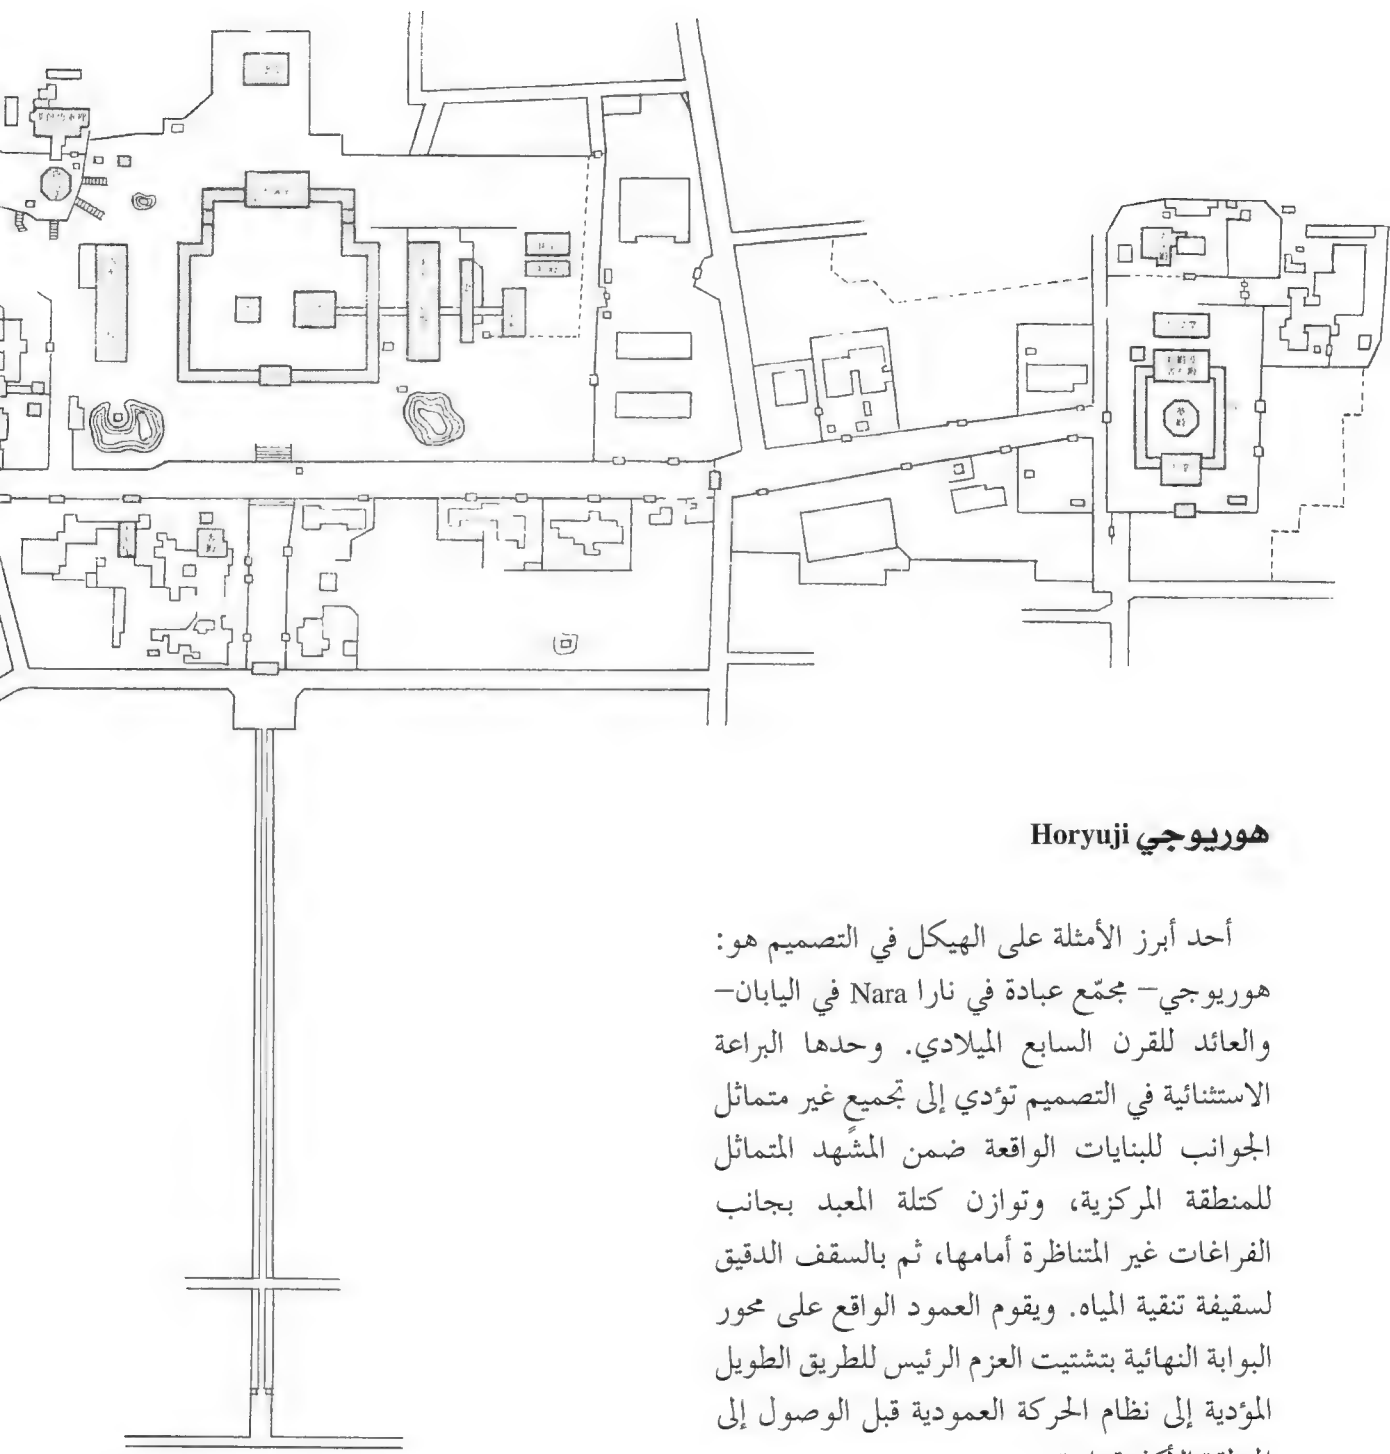 هوريوجي Horyuji
أحد أبرز الأمثلة على الهيكل في التصميم هو:
هوريوجي– مجمّع عبادة في نارا Nara في اليابان–
والعائد للقرن السابع الميلادي. وحدها البراعة
الاستثنائية في التصميم تؤدي إلى تجميعٍ غير متماثل
الجوانب للبنايات الواقعة ضمن المشهد المتماثل
للمنطقة المركزية، وتوازن كتلة المعبد بجانب
الفراغات غير المتناظرة أمامها، ثم بالسقف الدقيق
لسقيفة تنقية المياه. ويقوم العمود الواقع على محور
البوابة النهائية بتشتيت العزم الرئيس للطريق الطويل
المؤدية إلى نظام الحركة العمودية قبل الوصول إلى